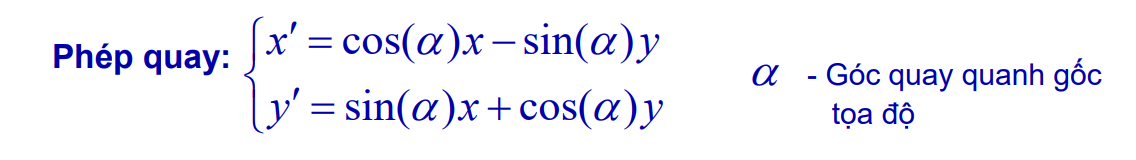 Phép quay:
x′ = cos(α)x − sin(α)y
y′ = sin(α)x + cos(α)y
α - Góc quay quanh gốc
tọa độ